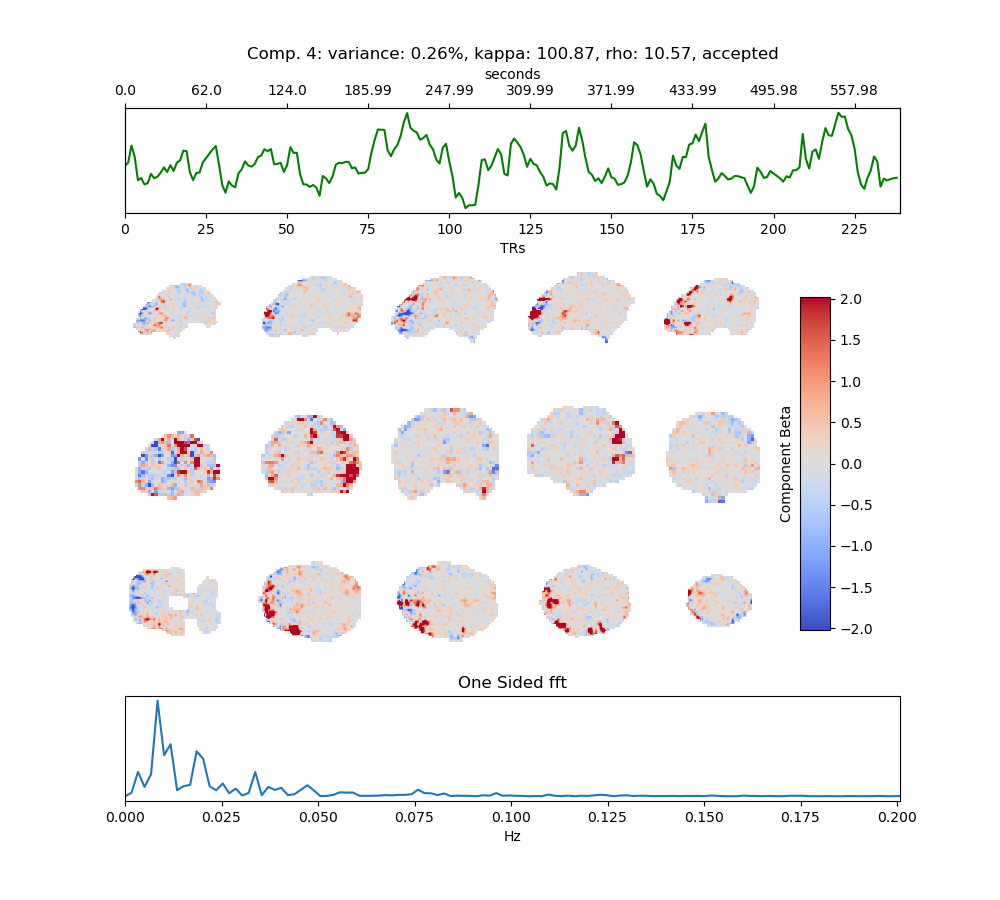 Comp. 4: variance: 0.26%, kappa: 100.87, rho: 10.57, accepted
seconds
0.0 62.0 124.0 185.99 247.99 309.99 371.99 433.99 495.98 557.98
0 25 50 75 100 125 150 175 200 225
TRs
2.0
1.5
1.0
0.5
0.0
−0.5
−1.0
−1.5
−2.0
Component Beta
One Sided fft
0.000 0.025 0.050 0.075 0.100 0.125 0.150 0.175 0.200
Hz